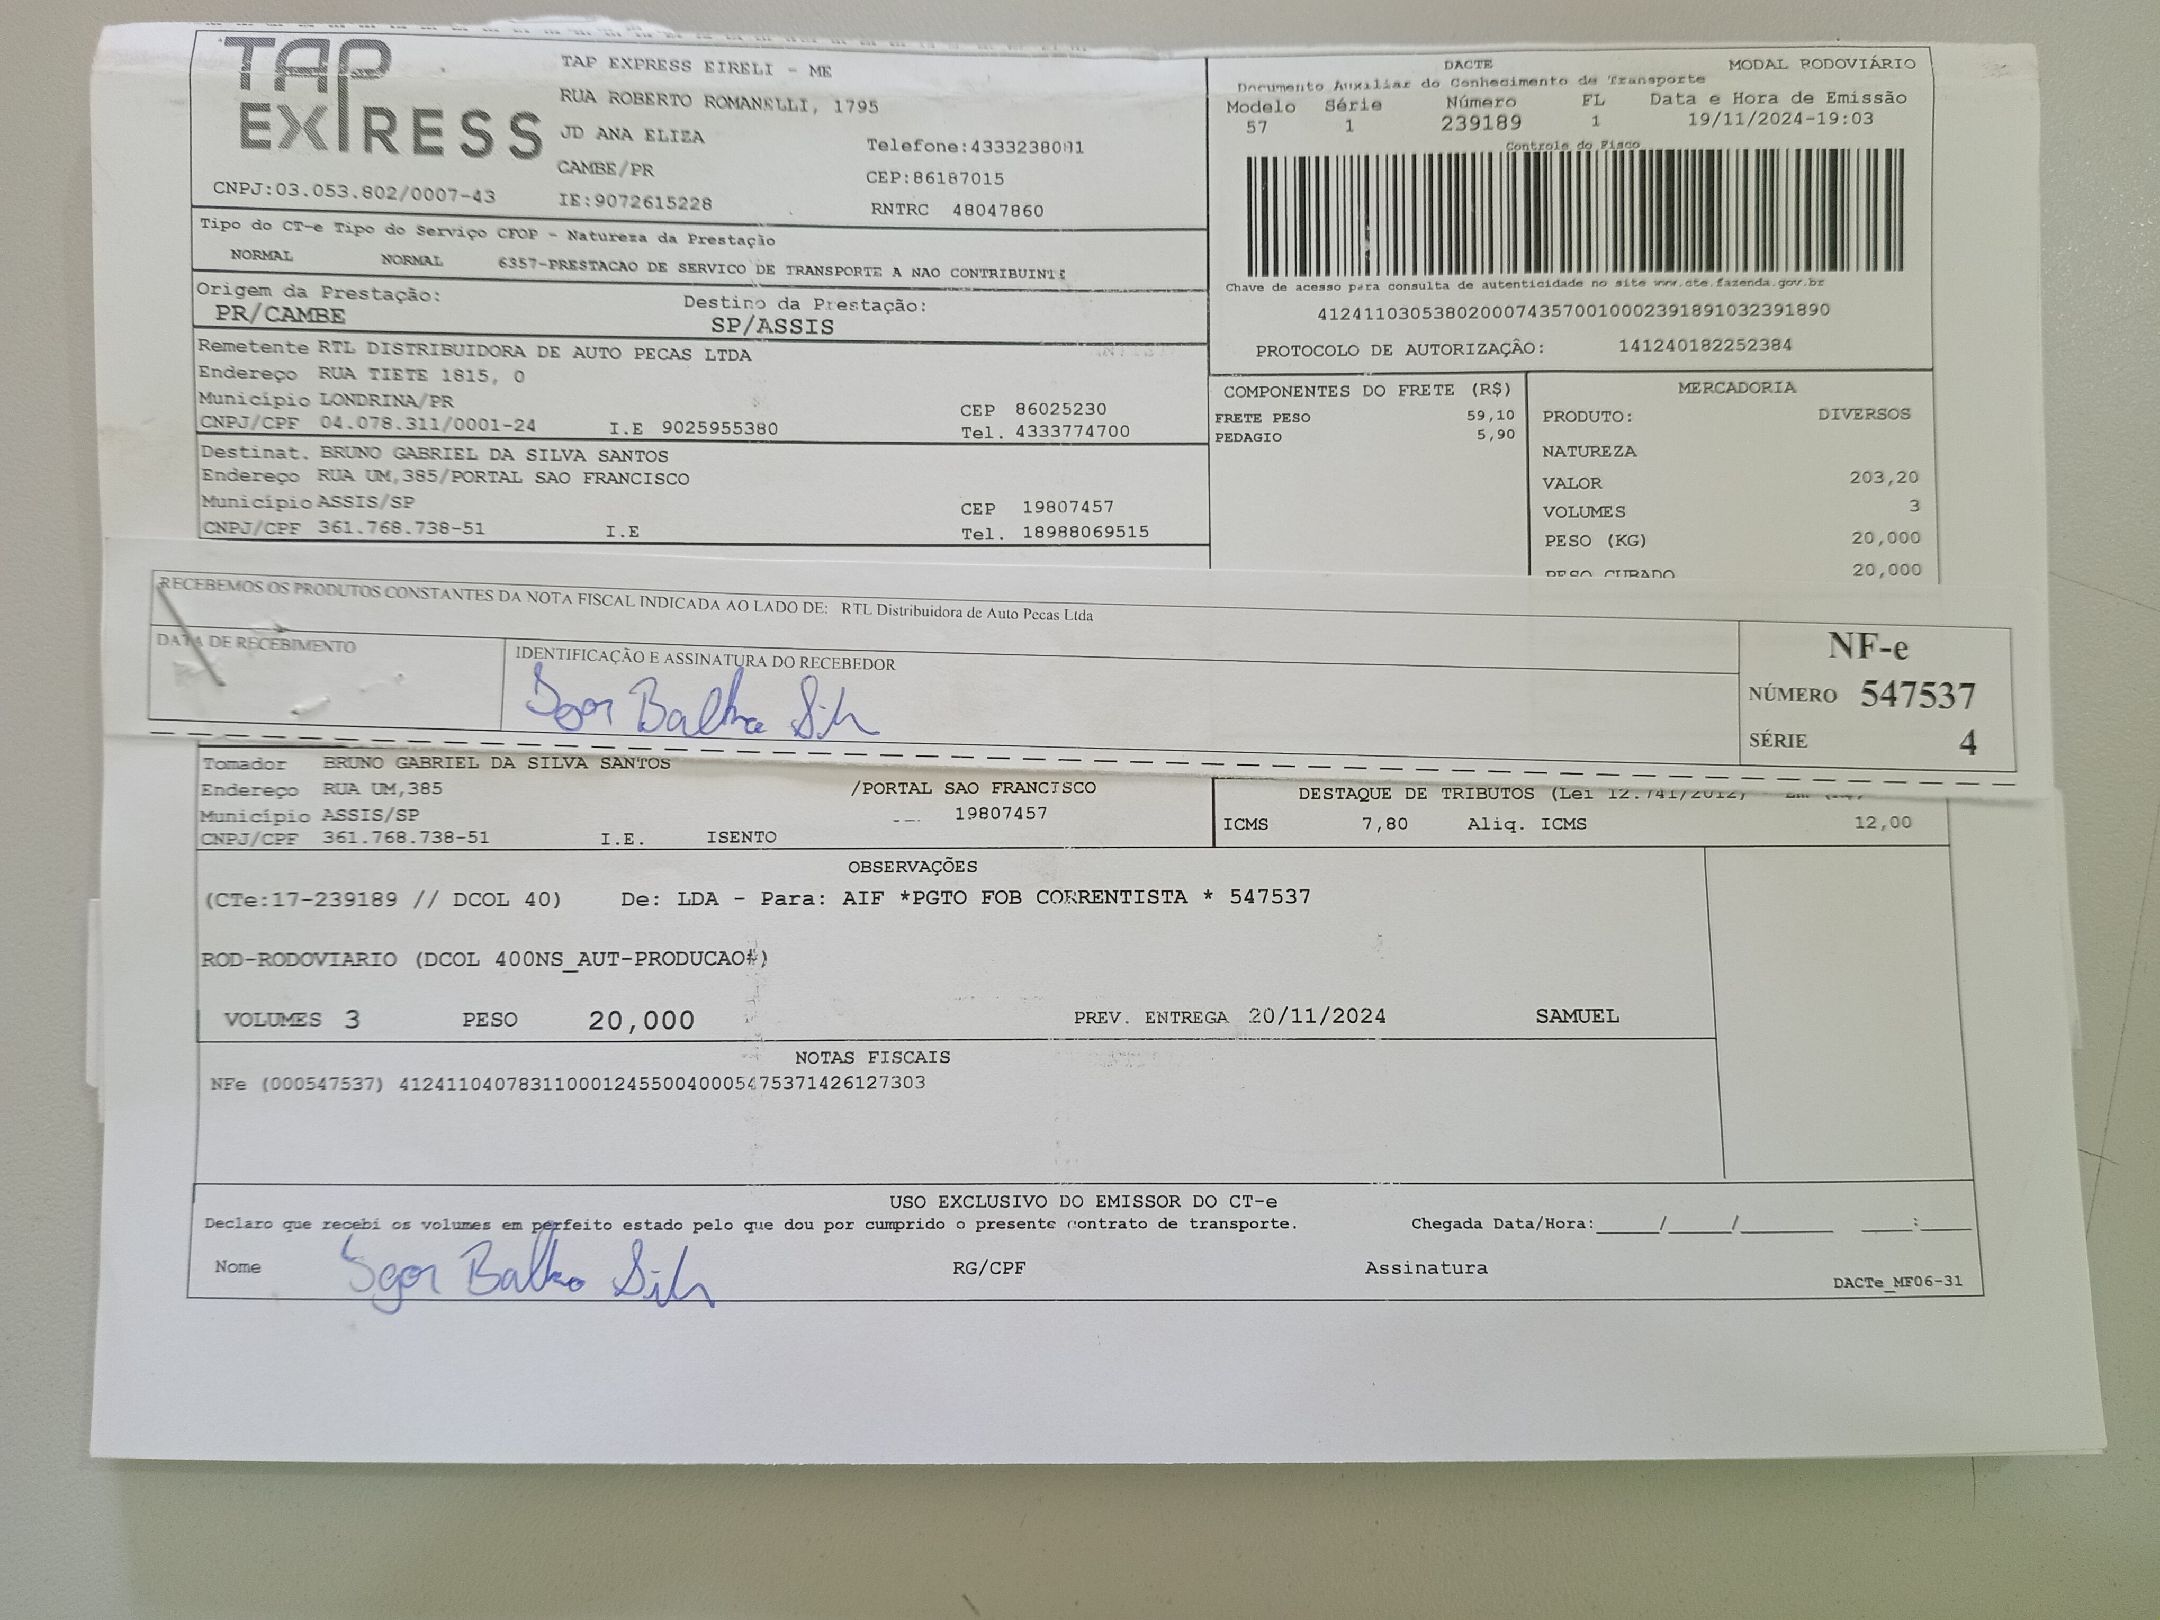 TAP EXPRESS
TAP EXPRESS EIRELI - ME
RUA ROBERTO ROMANELLI, 1795
JD ANA ELIZA
Telefone:4333238081
CAMBE/PR
CEP:86187015
CNPJ:03.053.802/0007-43
IE:9072615228
RNTRC 48047860
DACTE
MODAL RODOVIÁRIO
Documento Auxiliar do Conhecimento de Transporte
Modelo Série Número FL Data e Hora de Emissão
57 1 239189 1 19/11/2024-19:03
Controle do Fisco
Chave de acesso para consulta de autenticidade no site www.cte.fazenda.gov.br
41241103053802000743570010002391891032391890
PROTOCOLO DE AUTORIZAÇÃO: 141240182252384
Tipo do CT-e Tipo do Serviço CFOP - Natureza da Prestação
NORMAL NORMAL 6357-PRESTACAO DE SERVICO DE TRANSPORTE A NAO CONTRIBUINTE
Origem da Prestação: Destino da Prestação:
PR/CAMBE SP/ASSIS
Remetente RTL DISTRIBUIDORA DE AUTO PECAS LTDA
Endereço RUA TIETE 1815, 0
Município LONDRINA/PR CEP 86025230
CNPJ/CPF 04.078.311/0001-24 I.E 9025955380 Tel. 4333774700
Destinat. BRUNO GABRIEL DA SILVA SANTOS
Endereço RUA UM,385/PORTAL SAO FRANCISCO
Município ASSIS/SP CEP 19807457
CNPJ/CPF 361.768.738-51 I.E Tel. 18988069515
COMPONENTES DO FRETE (R$)
FRETE PESO 59,10
PEDAGIO 5,90
MERCADORIA
PRODUTO: DIVERSOS
NATUREZA
VALOR 203,20
VOLUMES 3
PESO (KG) 20,000
PESO CUBADO 20,000
RECEBEMOS OS PRODUTOS CONSTANTES DA NOTA FISCAL INDICADA AO LADO DE: RTL Distribuidora de Auto Pecas Ltda
DATA DE RECEBIMENTO
IDENTIFICAÇÃO E ASSINATURA DO RECEBEDOR
NF-e
NÚMERO 547537
SÉRIE 4
Tomador BRUNO GABRIEL DA SILVA SANTOS
Endereço RUA UM,385 /PORTAL SAO FRANCISCO
Município ASSIS/SP 19807457
CNPJ/CPF 361.768.738-51 I.E. ISENTO
DESTAQUE DE TRIBUTOS (Lei 12.741/2012)
ICMS 7,80 Aliq. ICMS 12,00
OBSERVAÇÕES
(CTe:17-239189 // DCOL 40) De: LDA - Para: AIF *PGTO FOB CORRENTISTA * 547537
ROD-RODOVIARIO (DCOL 400NS_AUT-PRODUCAO#)
VOLUMES 3 PESO 20,000 PREV. ENTREGA 20/11/2024 SAMUEL
NOTAS FISCAIS
NFe (000547537) 41241104078311000124550040005475371426127303
USO EXCLUSIVO DO EMISSOR DO CT-e
Declaro que recebi os volumes em perfeito estado pelo que dou por cumprido o presente contrato de transporte. Chegada Data/Hora:_____/_____/________ ____:____
Nome RG/CPF Assinatura
DACTe_MF06-31